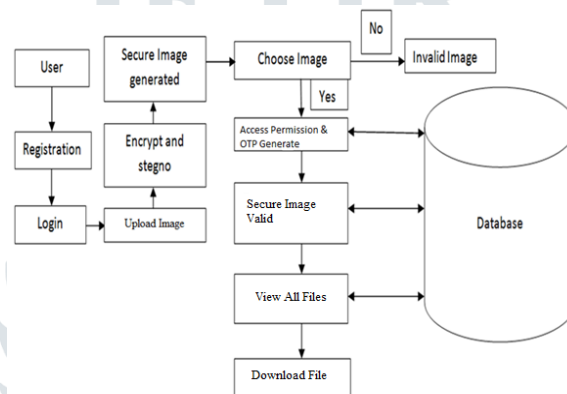 User
Registration
Login
Upload Image
Encrypt and
stegno
Secure Image
generated
Choose Image
No
Invalid Image
Yes
Access Permission &
OTP Generate
Secure Image
Valid
View All Files
Download File
Database